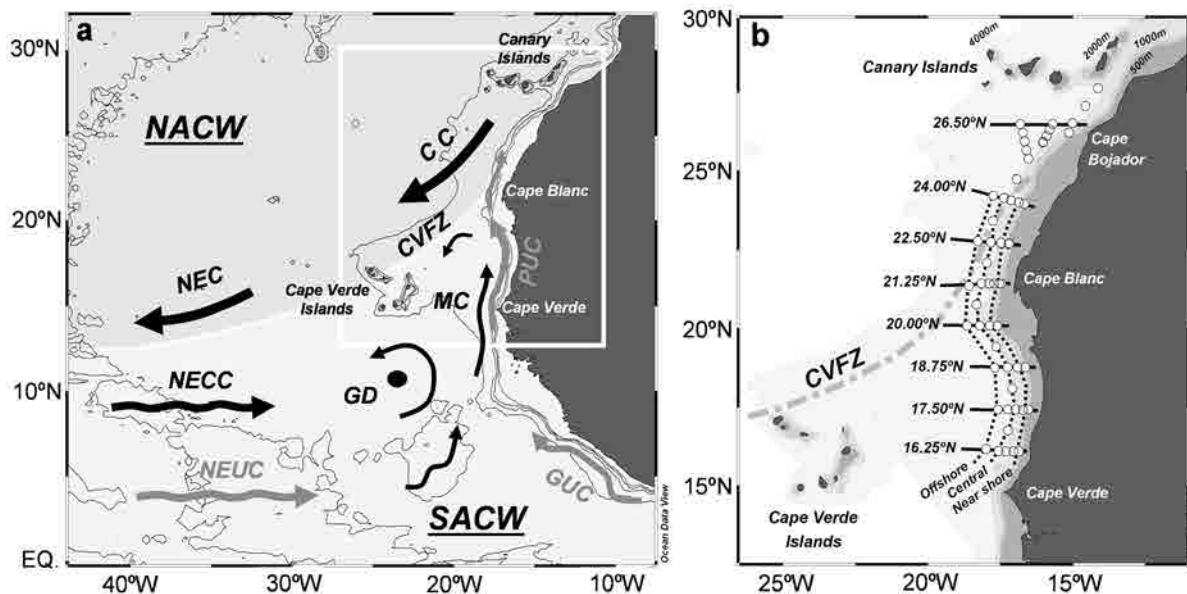 a
30ºN
20ºN
10ºN
EQ.
40ºW
30ºW
20ºW
10ºW
NACW
Canary
Islands
C C
Cape Blanc
CVFZ
NEC
Cape Verde
Islands
MC
PUC
Cape Verde
NECC
GD
NEUC
GUC
SACW
Ocean Data View
b
30ºN
25ºN
20ºN
15ºN
25ºW
20ºW
15ºW
4000m
2000m
1000m
500m
Canary Islands
26.50ºN
Cape
Bojador
24.00ºN
22.50ºN
21.25ºN
Cape Blanc
20.00ºN
CVFZ
18.75ºN
17.50ºN
16.25ºN
Offshore
Central
Near shore
Cape Verde
Cape Verde
Islands